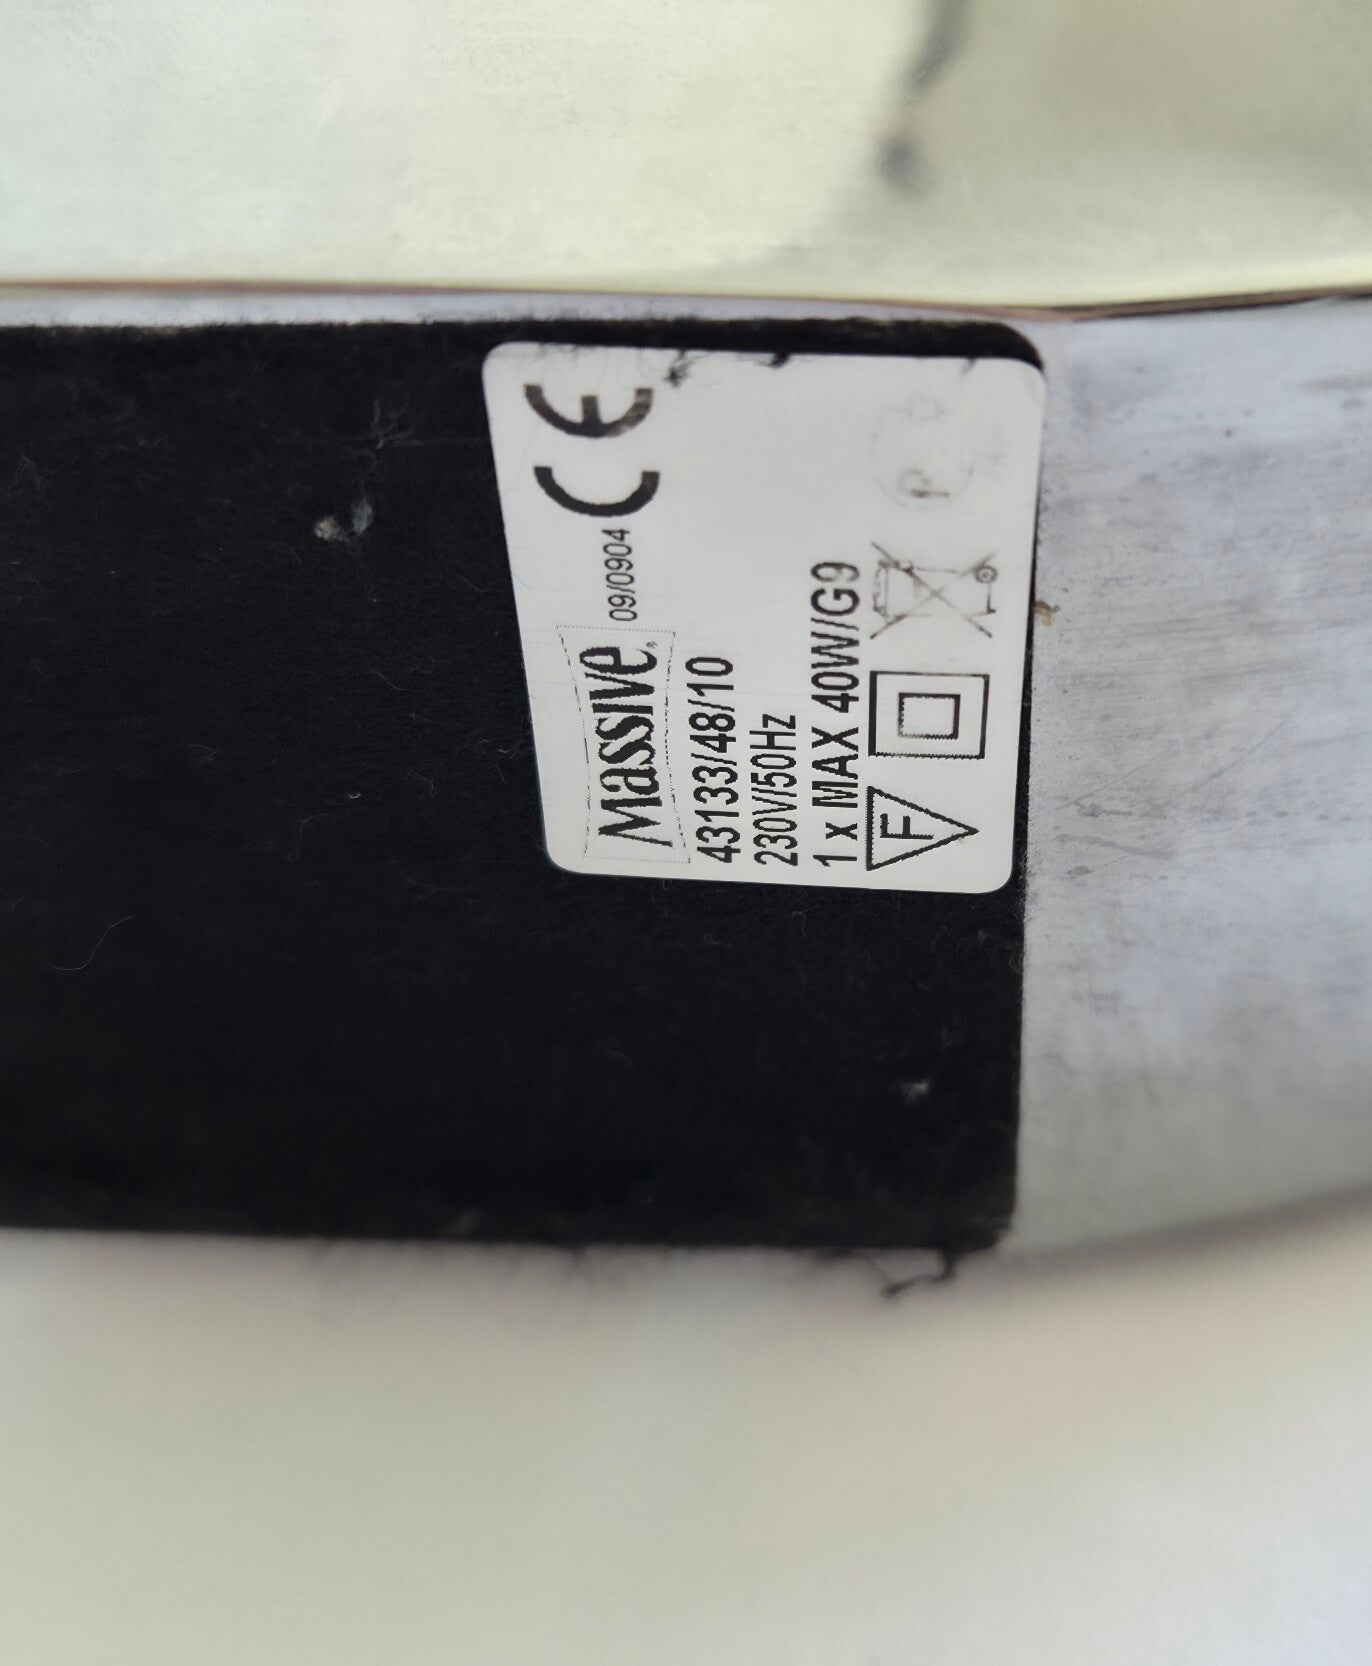 Massive 09/0904 CE
43133/48/10
230V/50Hz
1 x MAX 40W/G9
F
P